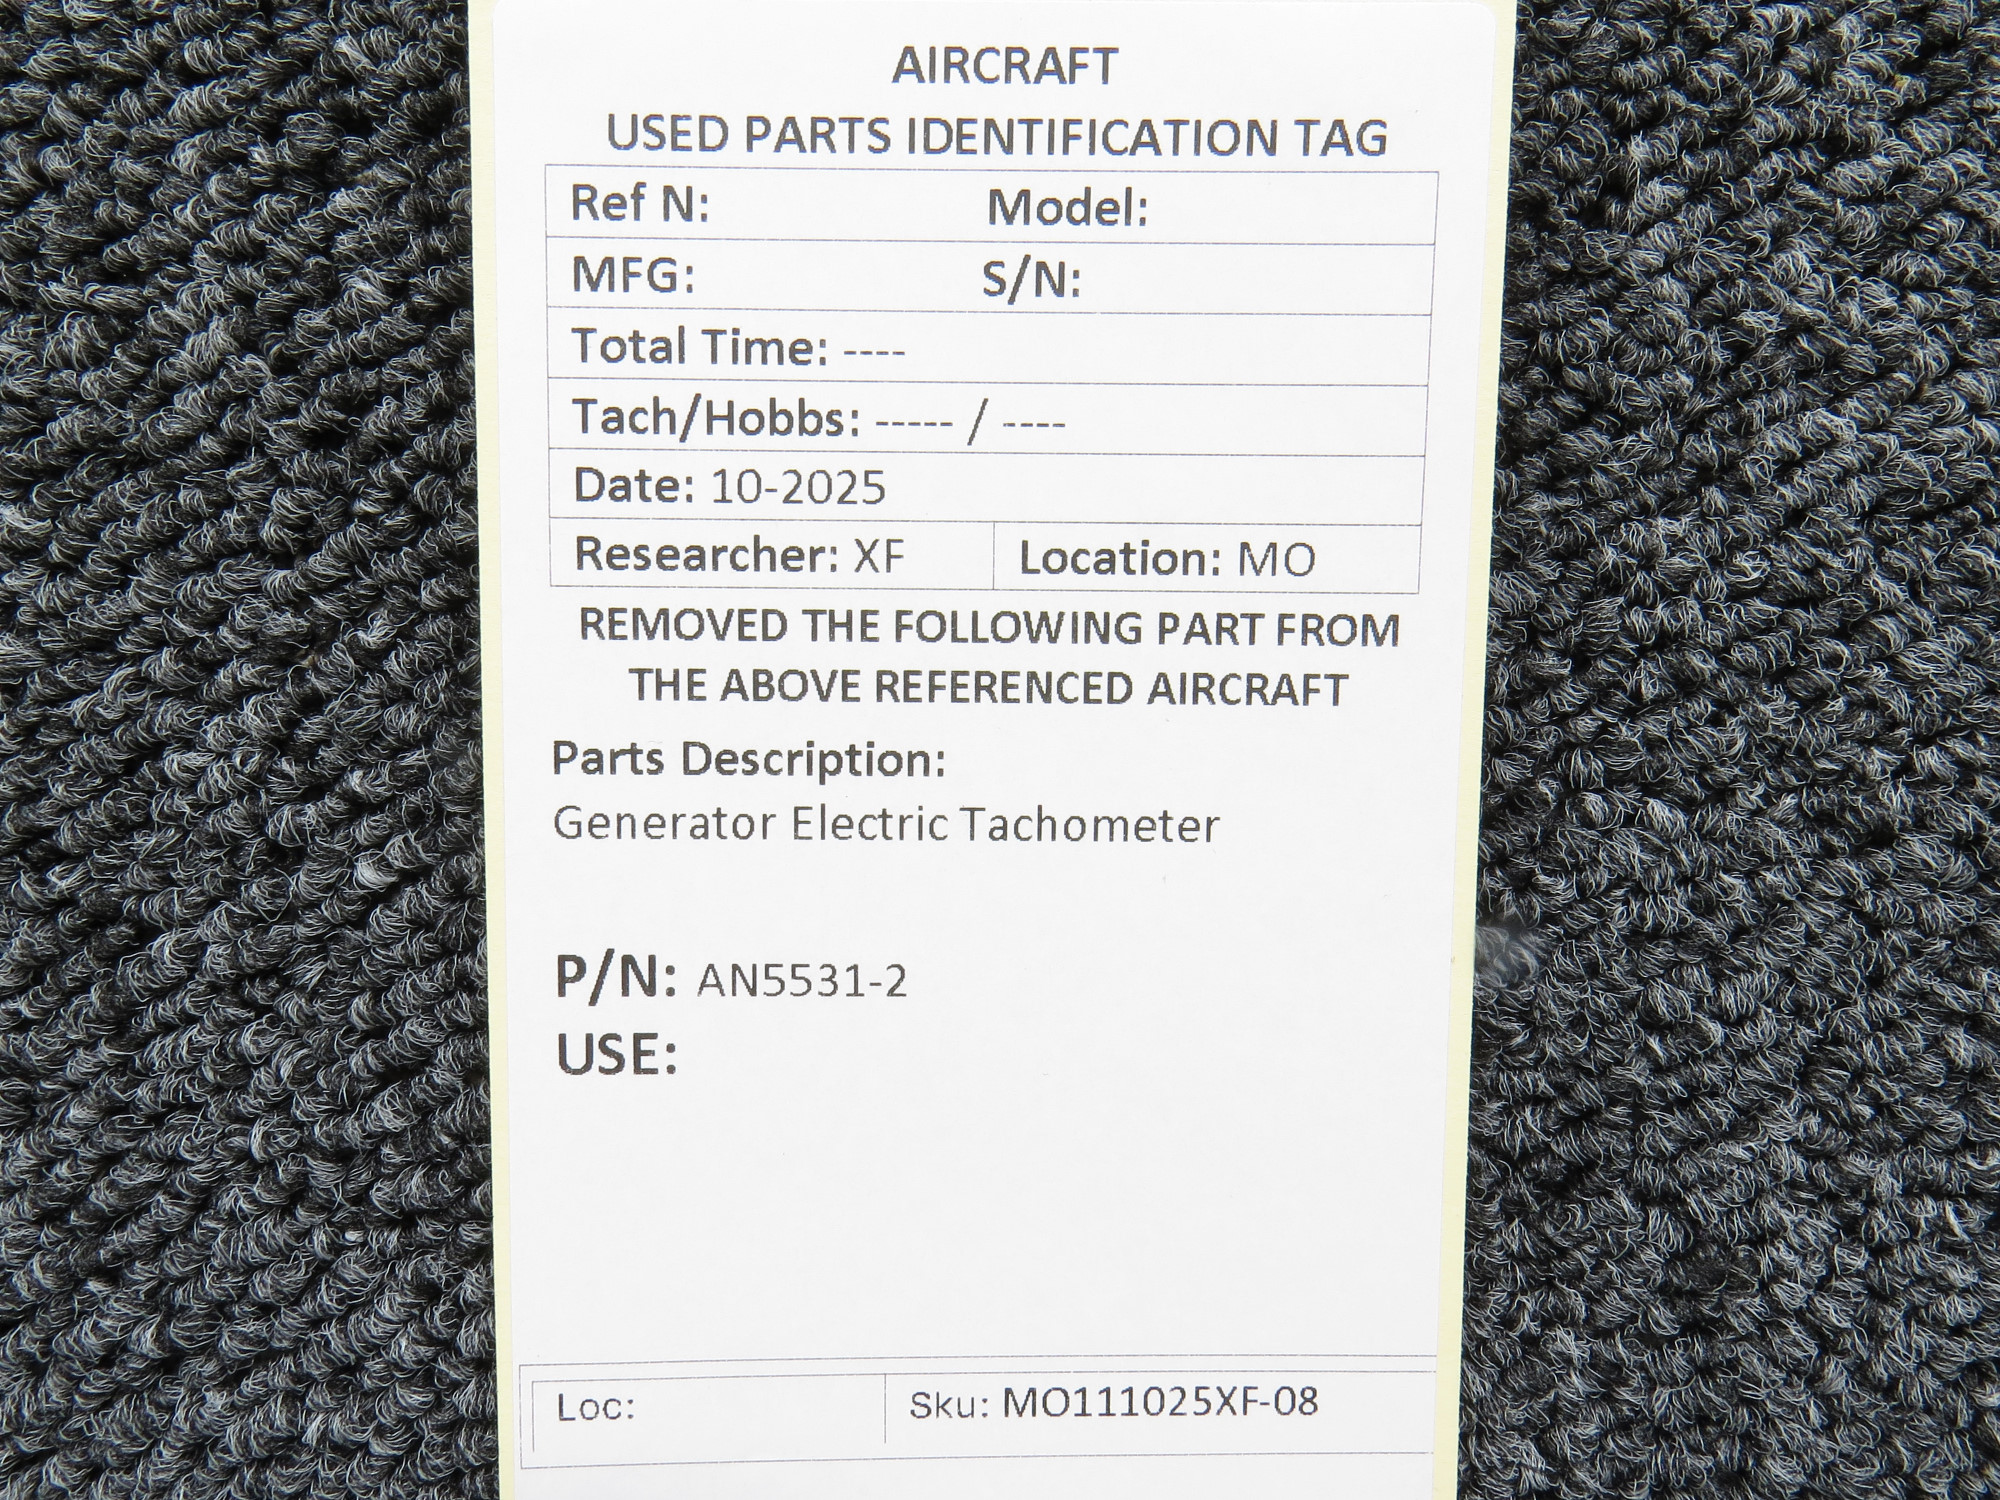 AIRCRAFT
USED PARTS IDENTIFICATION TAG
Ref N: Model:
MFG: S/N:
Total Time: ----
Tach/Hobbs: ----- / ----
Date: 10-2025
Researcher: XF Location: MO
REMOVED THE FOLLOWING PART FROM
THE ABOVE REFERENCED AIRCRAFT
Parts Description:
Generator Electric Tachometer
P/N: AN5531-2
USE:
Loc: Sku: MO111025XF-08